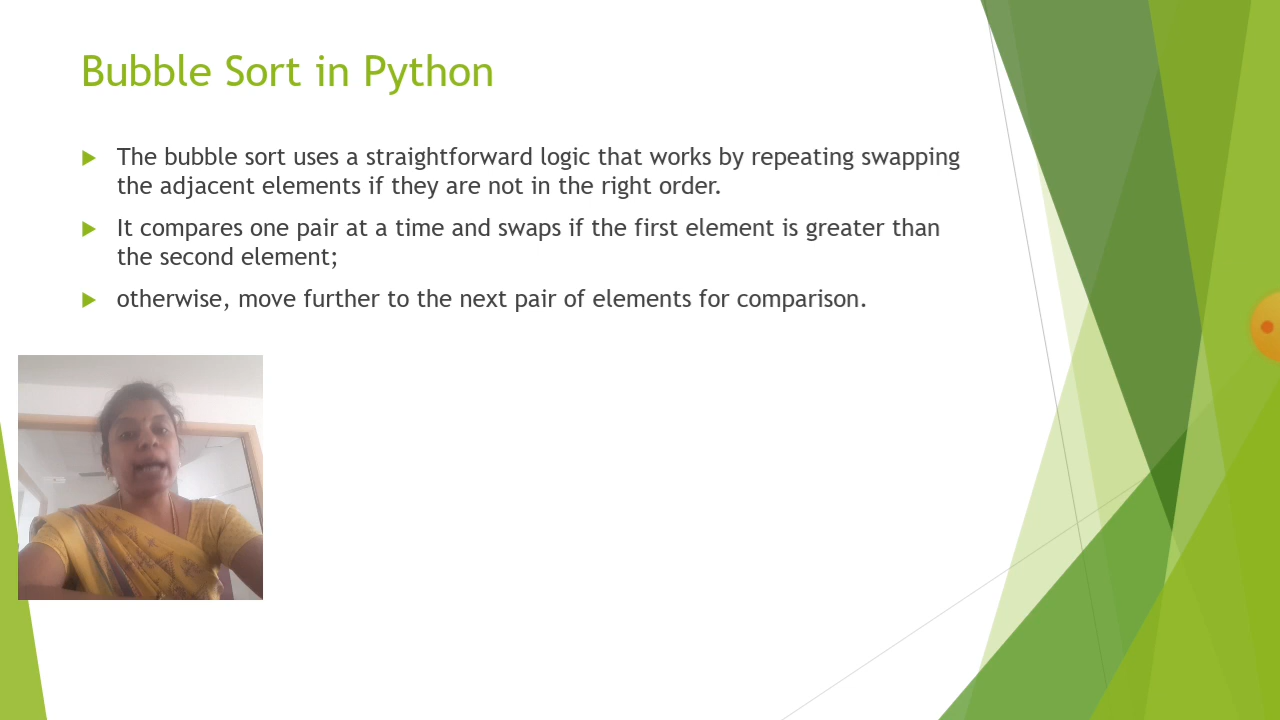 Bubble Sort in Python
The bubble sort uses a straightforward logic that works by repeating swapping
the adjacent elements if they are not in the right order.
It compares one pair at a time and swaps if the first element is greater than
the second element;
otherwise, move further to the next pair of elements for comparison.